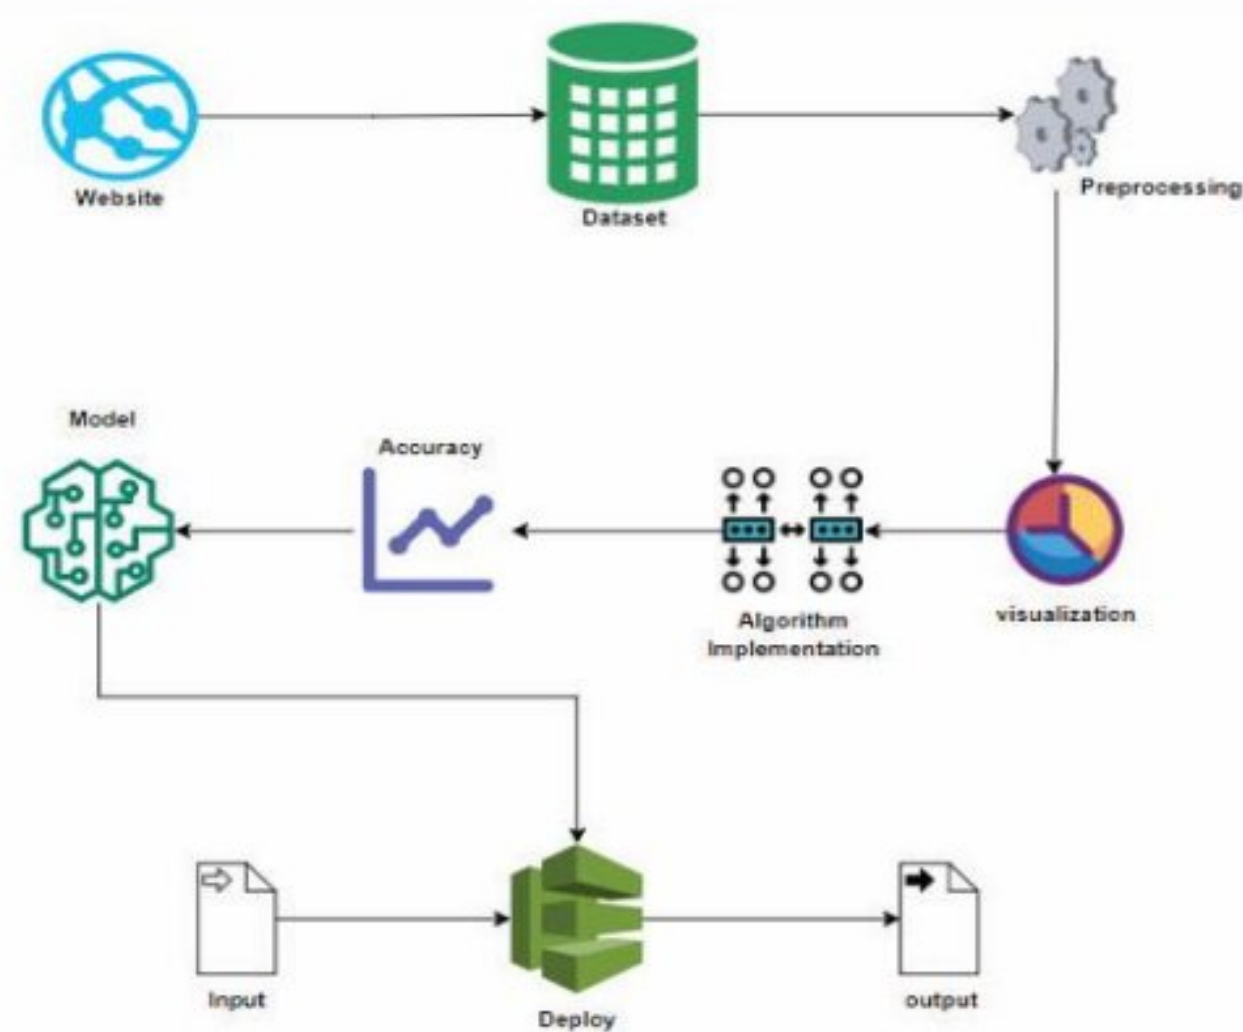 Website
Dataset
Preprocessing
Model
Accuracy
Algorithm
Implementation
visualization
Input
Deploy
output